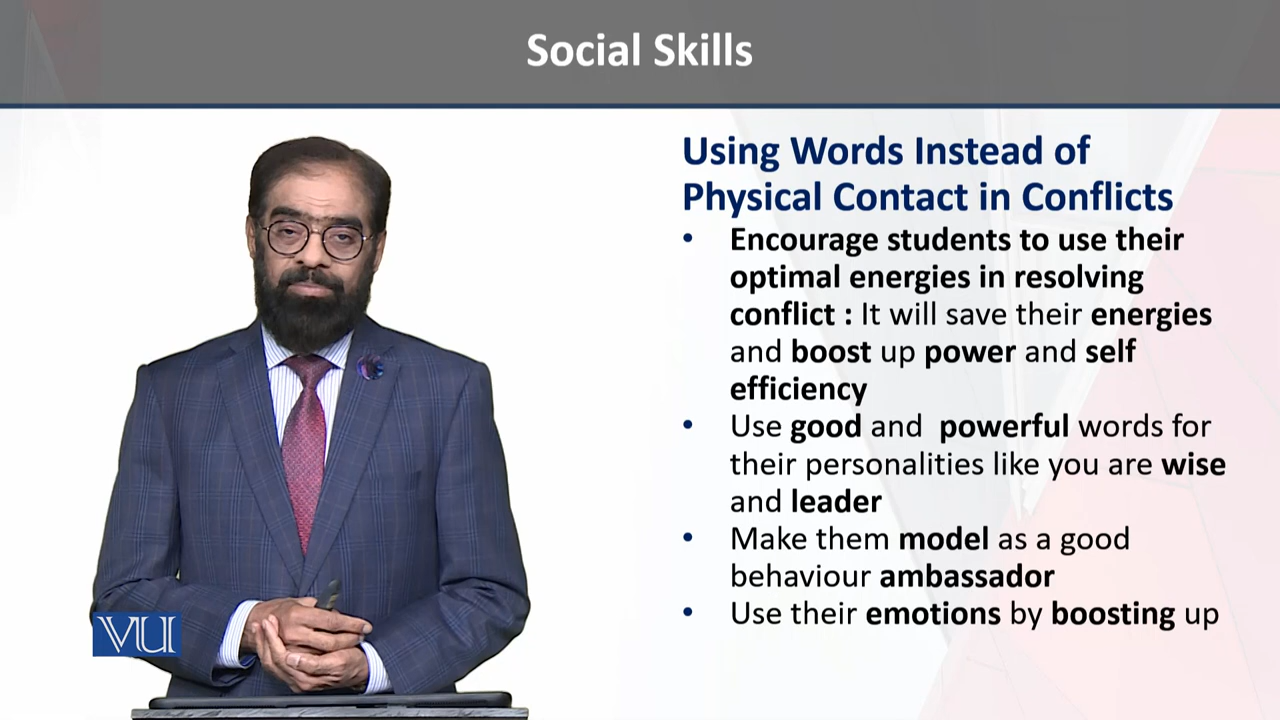 Social Skills
Using Words Instead of
Physical Contact in Conflicts
• Encourage students to use their
optimal energies in resolving
conflict : It will save their energies
and boost up power and self
efficiency
• Use good and powerful words for
their personalities like you are wise
and leader
• Make them model as a good
behaviour ambassador
• Use their emotions by boosting up
VU